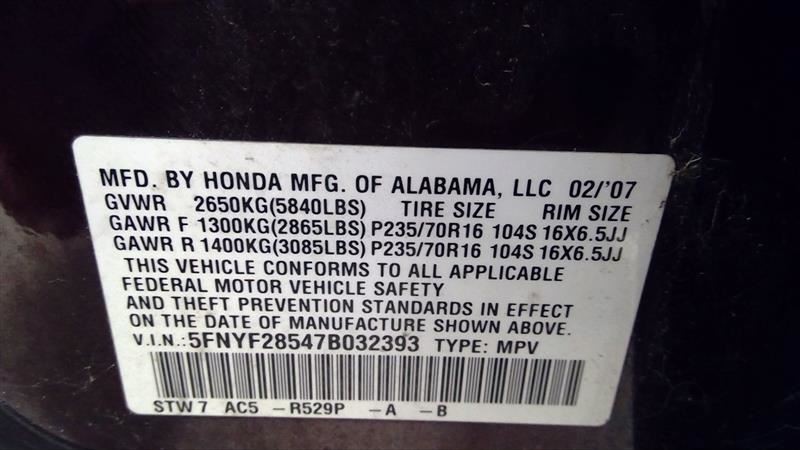 MFD. BY HONDA MFG. OF ALABAMA, LLC 02/'07
GVWR 2650KG(5840LBS) TIRE SIZE RIM SIZE
GAWR F 1300KG(2865LBS) P235/70R16 104S 16X6.5JJ
GAWR R 1400KG(3085LBS) P235/70R16 104S 16X6.5JJ
THIS VEHICLE CONFORMS TO ALL APPLICABLE
FEDERAL MOTOR VEHICLE SAFETY
AND THEFT PREVENTION STANDARDS IN EFFECT
ON THE DATE OF MANUFACTURE SHOWN ABOVE.
V.I.N.: 5FNYF28547B032393 TYPE: MPV
STW7 AC5 -R529P -A -B